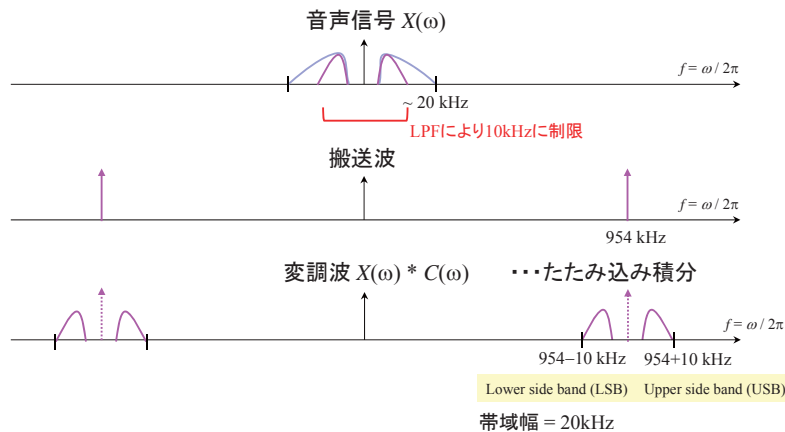 音声信号 X(ω)
f = ω / 2π
~ 20 kHz
LPFにより10kHzに制限
搬送波
f = ω / 2π
954 kHz
変調波 X(ω) * C(ω) ･･･たたみ込み積分
f = ω / 2π
954−10 kHz 954+10 kHz
Lower side band (LSB) Upper side band (USB)
帯域幅 = 20kHz